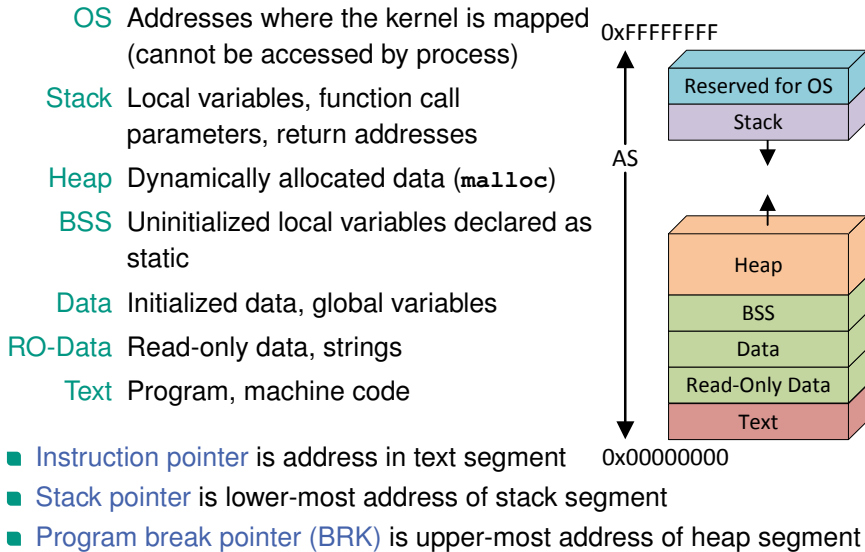 OS Addresses where the kernel is mapped
(cannot be accessed by process)
Stack Local variables, function call
parameters, return addresses
Heap Dynamically allocated data (malloc)
BSS Uninitialized local variables declared as
static
Data Initialized data, global variables
RO-Data Read-only data, strings
Text Program, machine code
0xFFFFFFFF
AS
0x00000000
Reserved for OS
Stack
Heap
BSS
Data
Read-Only Data
Text
Instruction pointer is address in text segment
Stack pointer is lower-most address of stack segment
Program break pointer (BRK) is upper-most address of heap segment